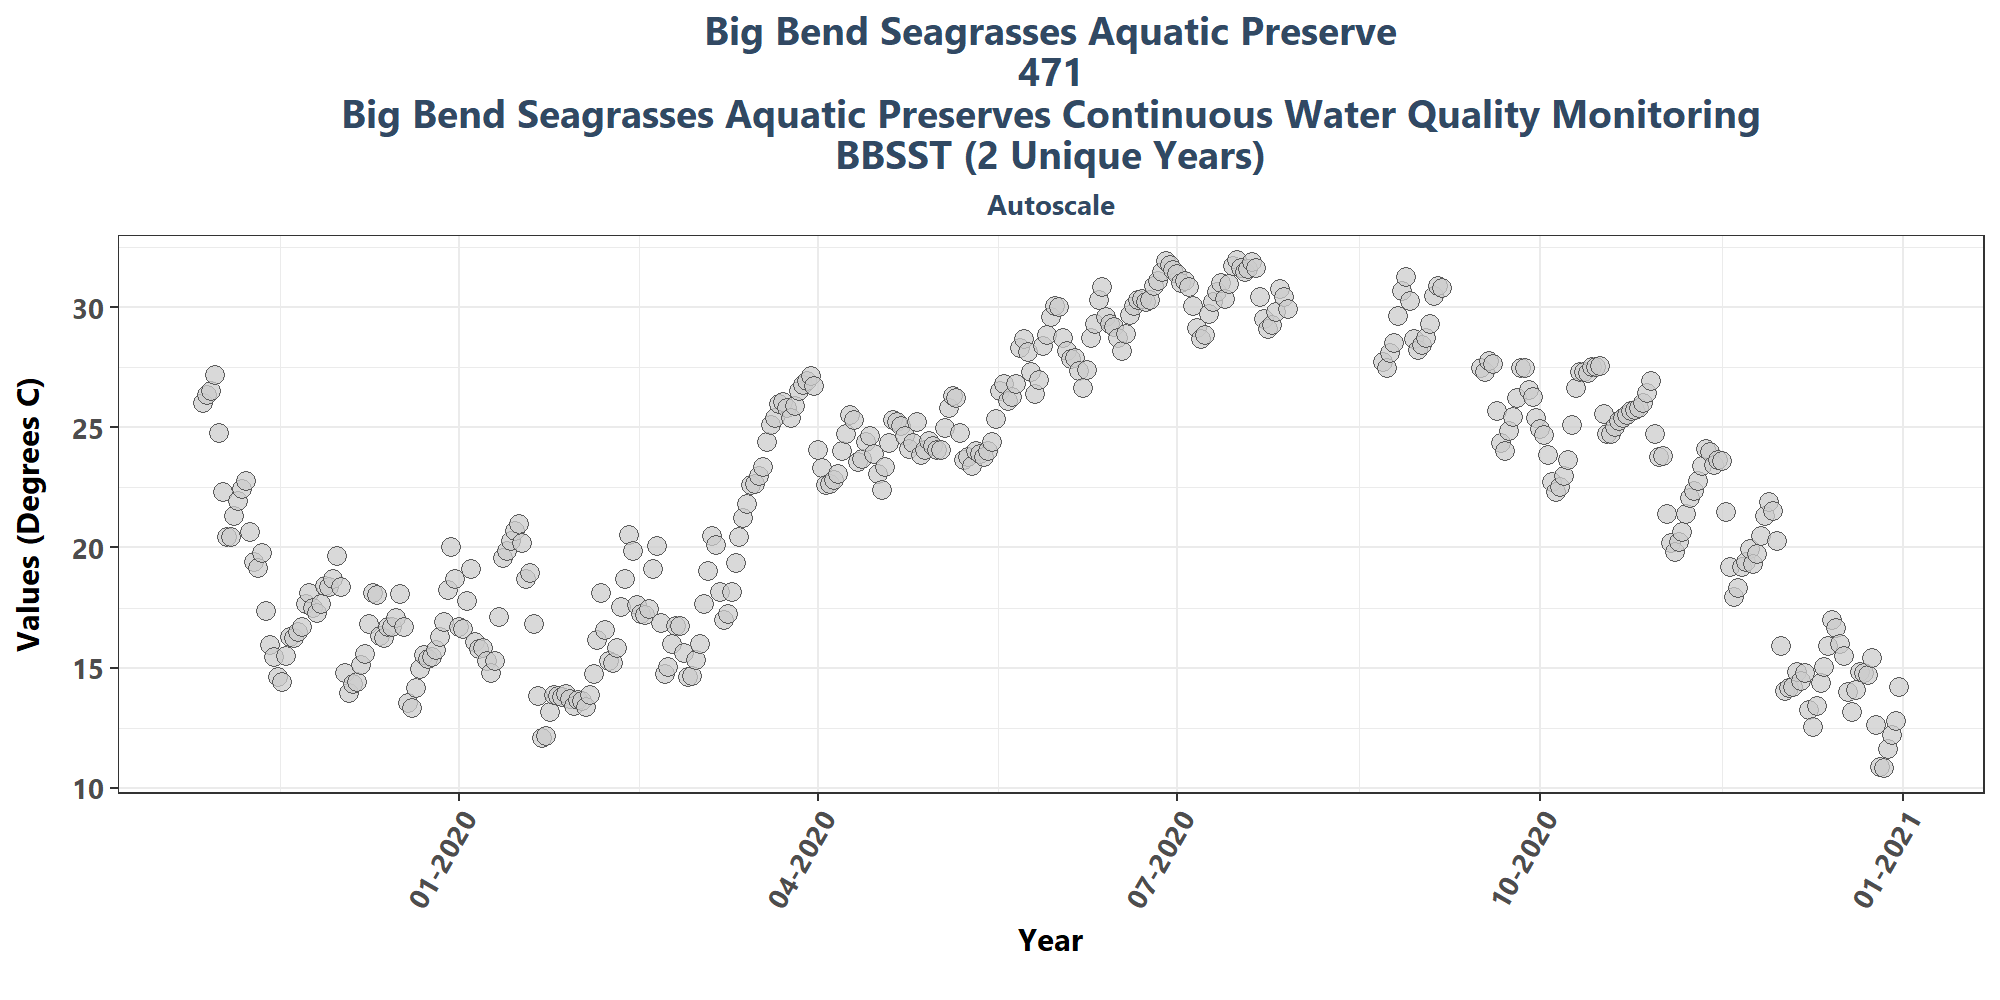 Big Bend Seagrasses Aquatic Preserve
471
Big Bend Seagrasses Aquatic Preserves Continuous Water Quality Monitoring
BBSST (2 Unique Years)
Autoscale
Values (Degrees C)
30
25
20
15
10
01-2020
04-2020
07-2020
10-2020
01-2021
Year